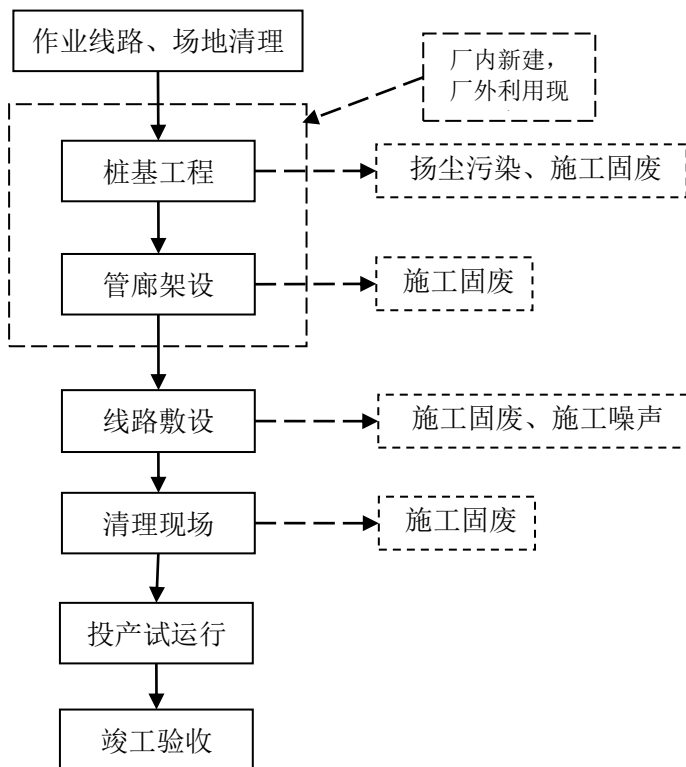 作业线路、场地清理
厂内新建，
厂外利用现
桩基工程
扬尘污染、施工固废
管廊架设
施工固废
线路敷设
施工固废、施工噪声
清理现场
施工固废
投产试运行
竣工验收